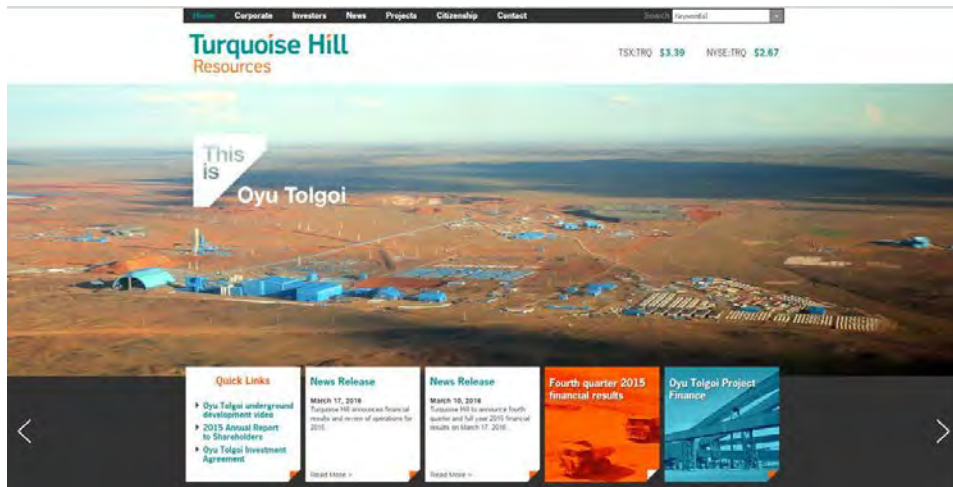 Home Corporate Investors News Projects Citizenship Contact Search Keyword(s)
Turquoise Hill
Resources
TSX:TRQ $3.39 NYSE:TRQ $2.67
This
is
Oyu Tolgoi
Quick Links
Oyu Tolgoi underground
development video
2015 Annual Report
to Shareholders
Oyu Tolgoi Investment
Agreement
News Release
March 17, 2016
Turquoise Hill announces financial
results and review of operations for
2015.
Read More >
News Release
March 10, 2016
Turquoise Hill to announce fourth
quarter and full year 2015 financial
results on March 17, 2016.
Read More >
Fourth quarter 2015
financial results
Oyu Tolgoi Project
Finance